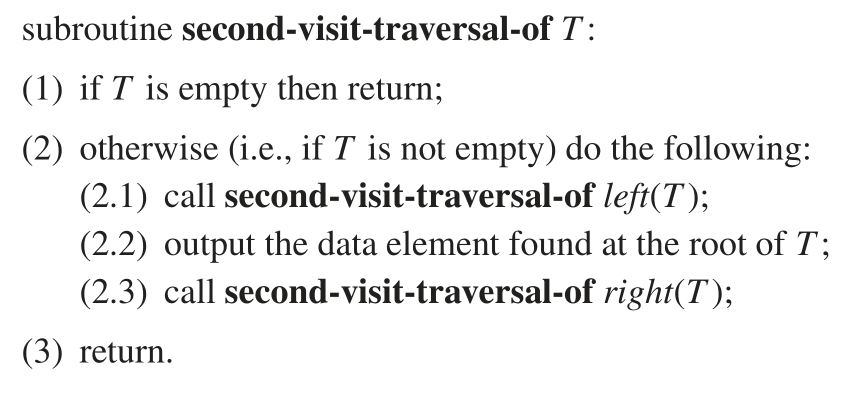 subroutine second-visit-traversal-of T:
(1) if T is empty then return;
(2) otherwise (i.e., if T is not empty) do the following:
(2.1) call second-visit-traversal-of left(T);
(2.2) output the data element found at the root of T;
(2.3) call second-visit-traversal-of right(T);
(3) return.